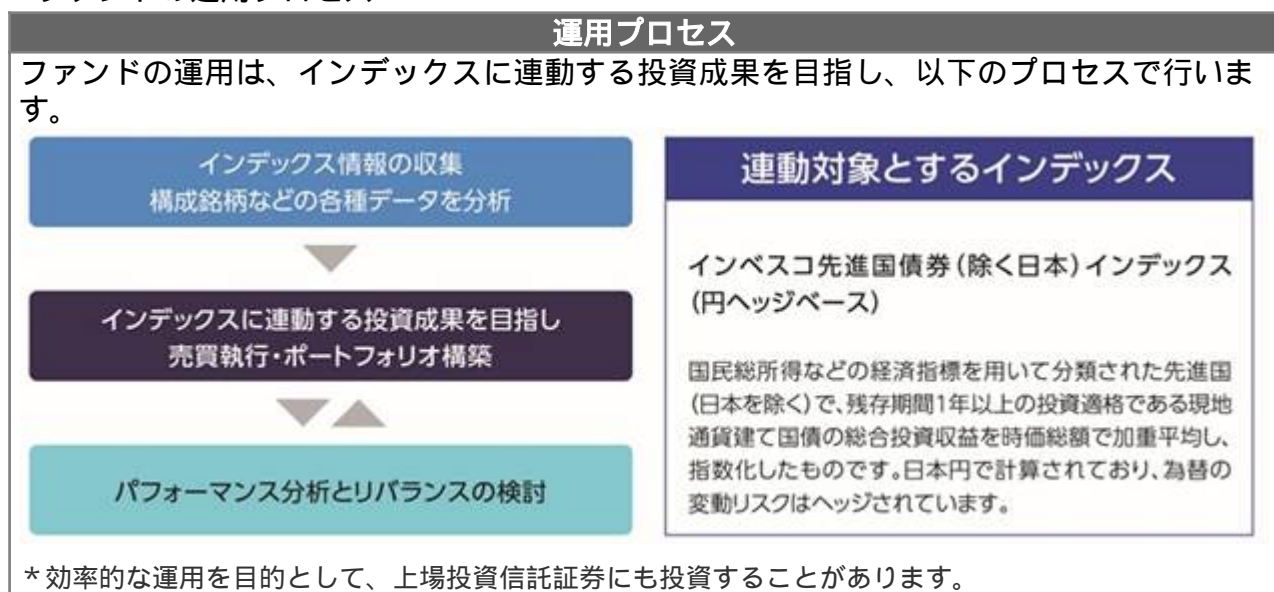 運用プロセス
ファンドの運用は、インデックスに連動する投資成果を目指し、以下のプロセスで行いま
す。
インデックス情報の収集
構成銘柄などの各種データを分析
インデックスに連動する投資成果を目指し
売買執行・ポートフォリオ構築
パフォーマンス分析とリバランスの検討
連動対象とするインデックス
インベスコ先進国債券(除く日本)インデックス
(円ヘッジベース)
国民総所得などの経済指標を用いて分類された先進国
(日本を除く)で、残存期間1年以上の投資適格である現地
通貨建て国債の総合投資収益を時価総額で加重平均し、
指数化したものです。日本円で計算されており、為替の
変動リスクはヘッジされています。
*効率的な運用を目的として、上場投資信託証券にも投資することがあります。